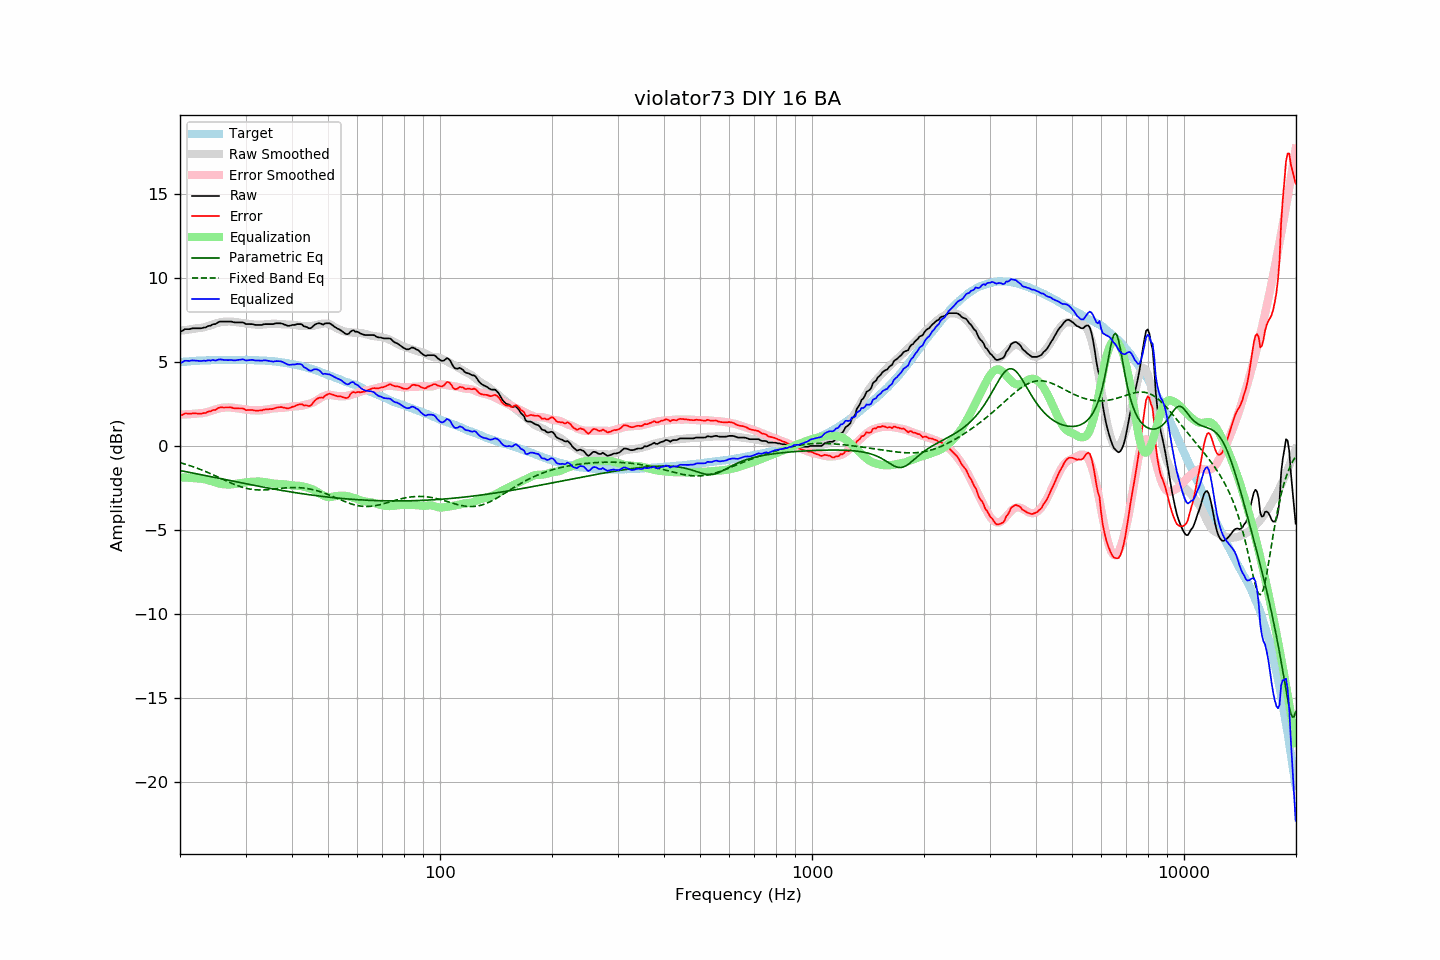 violator73 DIY 16 BA
Target
Raw Smoothed
Error Smoothed
Raw
Error
Equalization
Parametric Eq
Fixed Band Eq
Equalized
15
10
5
0
−5
−10
−15
−20
Amplitude (dBr)
100
1000
10000
Frequency (Hz)